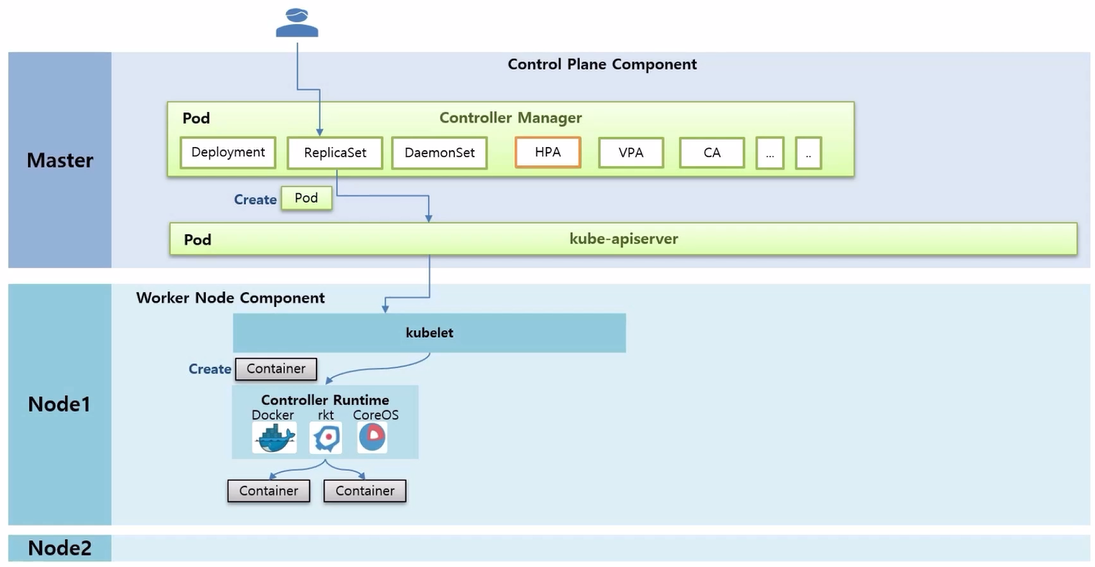 Control Plane Component
Master
Pod
Controller Manager
Deployment
ReplicaSet
DaemonSet
HPA
VPA
CA
...
..
Create
Pod
Pod
kube-apiserver
Node1
Worker Node Component
kubelet
Create
Container
Controller Runtime
Docker
rkt
CoreOS
Container
Container
Node2